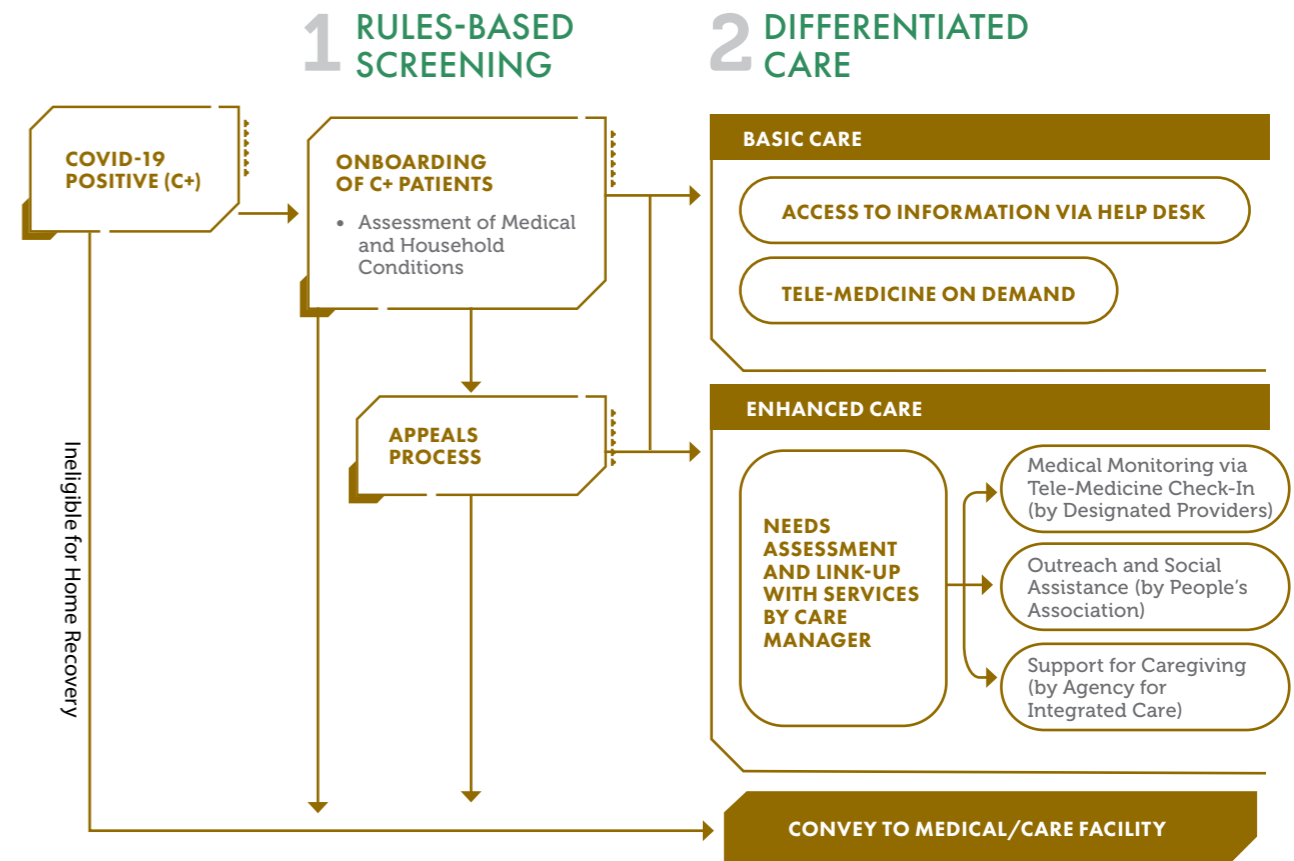 1 RULES-BASED
SCREENING
2 DIFFERENTIATED
CARE
COVID-19
POSITIVE (C+)
ONBOARDING
OF C+ PATIENTS
• Assessment of Medical
and Household
Conditions
APPEALS
PROCESS
Ineligible for Home Recovery
BASIC CARE
ACCESS TO INFORMATION VIA HELP DESK
TELE-MEDICINE ON DEMAND
ENHANCED CARE
NEEDS
ASSESSMENT
AND LINK-UP
WITH SERVICES
BY CARE
MANAGER
Medical Monitoring via
Tele-Medicine Check-In
(by Designated Providers)
Outreach and Social
Assistance (by People’s
Association)
Support for Caregiving
(by Agency for
Integrated Care)
CONVEY TO MEDICAL/CARE FACILITY